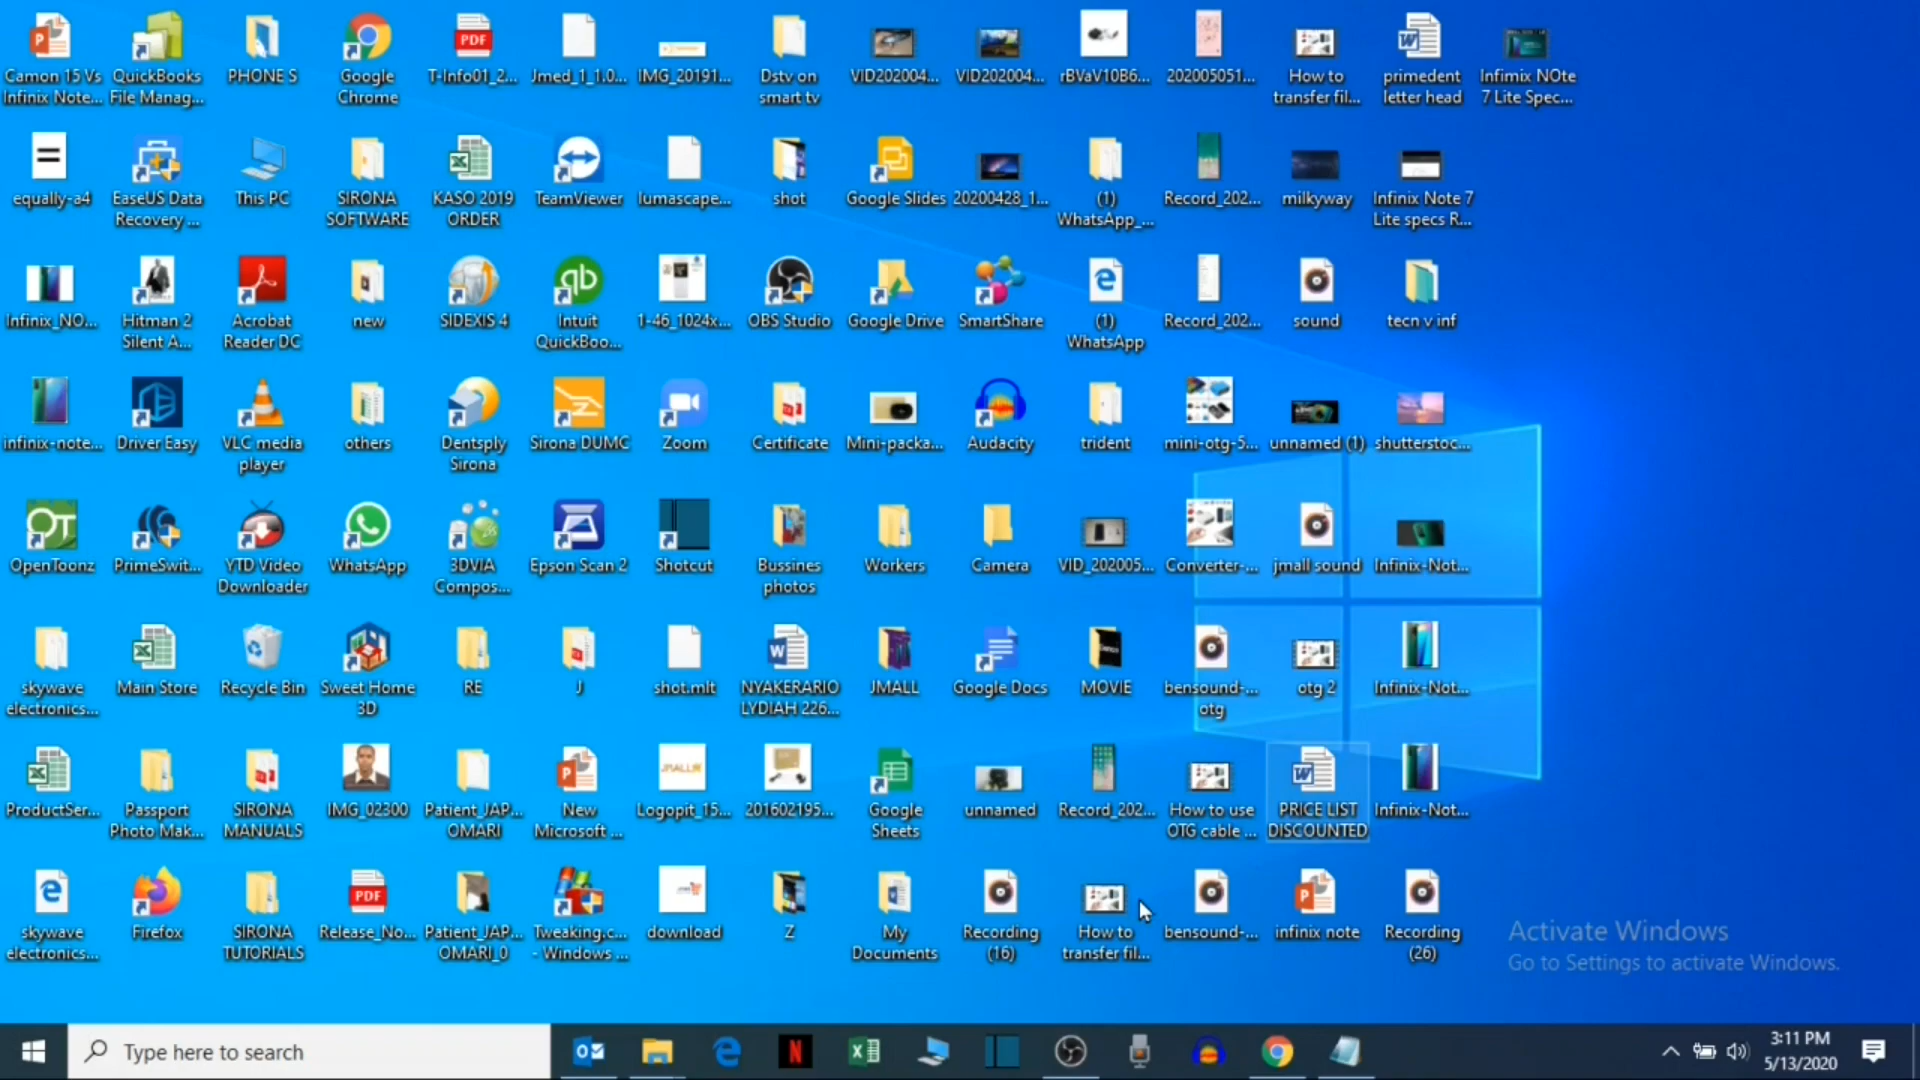 Camon 15 Vs
Infinix Note...
QuickBooks
File Manag...
PHONE S
Google
Chrome
PDF
T-Info01_2...
Jmed_1_1.0...
IMG_20191...
Dstv on
smart tv
VID202004...
VID202004...
rBVaV10B6...
202005051...
How to
transfer fil...
primedent
letter head
Infimix NOte
7 Lite Spec...
equally-a4
EaseUS Data
Recovery ...
This PC
SIRONA
SOFTWARE
KASO 2019
ORDER
TeamViewer
lumascape...
shot
Google Slides
20200428_1...
(1)
WhatsApp_...
Record_202...
milkyway
Infinix Note 7
Lite specs R...
Infinix_NO...
Hitman 2
Silent A...
Acrobat
Reader DC
new
SIDEXIS 4
qb
Intuit
QuickBoo...
1-46_1024x...
OBS Studio
Google Drive
SmartShare
(1)
WhatsApp
Record_202...
sound
tecn v inf
infinix-note...
Driver Easy
VLC media
player
others
Dentsply
Sirona
Sirona DUMC
Zoom
Certificate
Mini-packa...
Audacity
trident
mini-otg-5...
unnamed (1)
shutterstoc...
OT
OpenToonz
PrimeSwit...
YTD Video
Downloader
WhatsApp
3DVIA
Compos...
Epson Scan 2
Shotcut
Bussines
photos
Workers
Camera
VID_202005...
Converter-...
jmall sound
Infinix-Not...
skywave
electronics...
Main Store
Recycle Bin
Sweet Home
3D
RE
J
shot.mlt
NYAKERARIO
LYDIAH 226...
JMALL
Google Docs
MOVIE
bensound-...
otg
otg 2
Infinix-Not...
ProductSer...
Passport
Photo Mak...
SIRONA
MANUALS
IMG_02300
Patient_JAP...
OMARI
New
Microsoft ...
Logopit_15...
201602195...
Google
Sheets
unnamed
Record_202...
How to use
OTG cable ...
PRICE LIST
DISCOUNTED
Infinix-Not...
skywave
electronics...
Firefox
SIRONA
TUTORIALS
PDF
Release_No...
Patient_JAP...
OMARI_0
Tweaking.c...
- Windows ...
download
Z
My
Documents
Recording
(16)
How to
transfer fil...
bensound-...
infinix note
Recording
(26)
Activate Windows
Go to Settings to activate Windows.
Type here to search
3:11 PM
5/13/2020